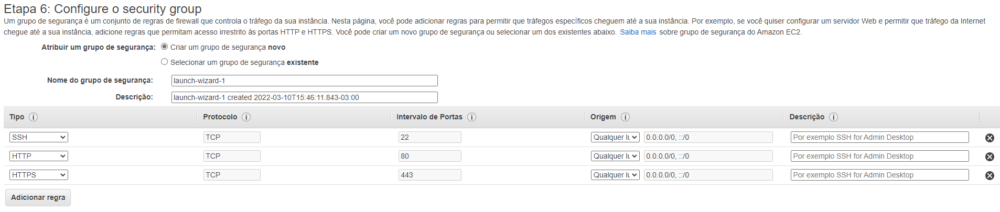 Etapa 6: Configure o security group
Um grupo de segurança é um conjunto de regras de firewall que controla o tráfego da sua instância. Nesta página, você pode adicionar regras para permitir que tráfegos específicos cheguem até a sua instância. Por exemplo, se você quiser configurar um servidor Web e permitir que tráfego da Internet
chegue até a sua instância, adicione regras que permitam acesso irrestrito às portas HTTP e HTTPS. Você pode criar um novo grupo de segurança ou selecionar um dos existentes abaixo. Saiba mais sobre grupo de segurança do Amazon EC2.
Atribuir um grupo de segurança: Criar um grupo de segurança novo
Selecionar um grupo de segurança existente
Nome do grupo de segurança: launch-wizard-1
Descrição: launch-wizard-1 created 2022-03-10T15:46:11.843-03:00
Tipo i Protocolo i Intervalo de Portas i Origem i Descrição i
SSH TCP 22 Qualquer lu 0.0.0.0/0, ::/0 Por exemplo SSH for Admin Desktop
HTTP TCP 80 Qualquer lu 0.0.0.0/0, ::/0 Por exemplo SSH for Admin Desktop
HTTPS TCP 443 Qualquer lu 0.0.0.0/0, ::/0 Por exemplo SSH for Admin Desktop
Adicionar regra